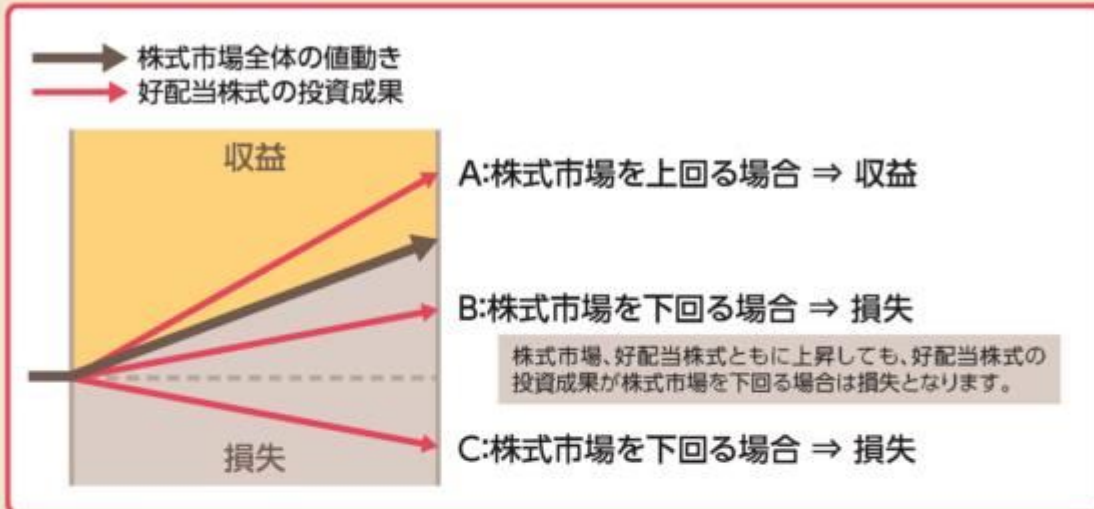 株式市場全体の値動き
好配当株式の投資成果
収益
A:株式市場を上回る場合 ⇒ 収益
B:株式市場を下回る場合 ⇒ 損失
株式市場、好配当株式ともに上昇しても、好配当株式の
投資成果が株式市場を下回る場合は損失となります。
C:株式市場を下回る場合 ⇒ 損失
損失